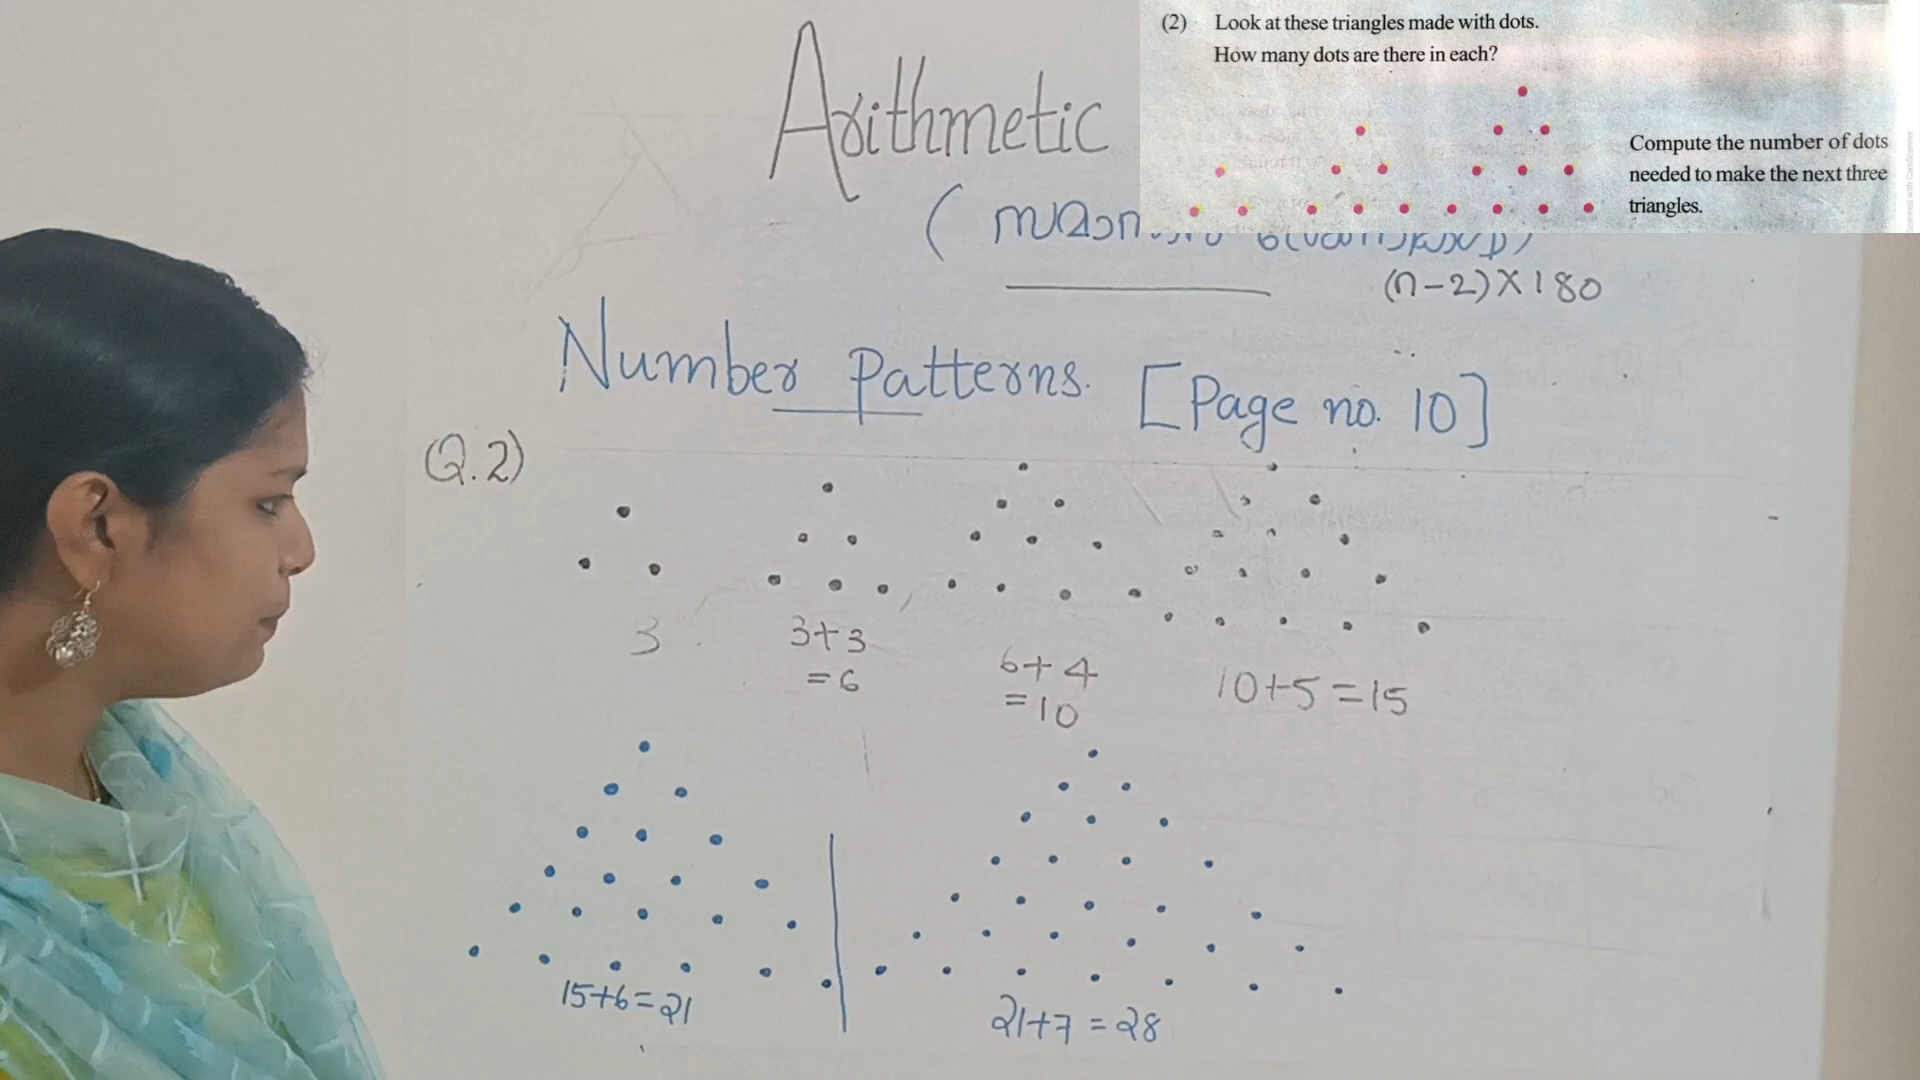 (2) Look at these triangles made with dots.
How many dots are there in each?
Compute the number of dots
needed to make the next three
triangles.
Arithmetic
(n-2)X180
Number Patterns. [Page no. 10]
Q.2)
3
3+3
=6
6+4
=10
10+5=15
15+6=21
21+7=28